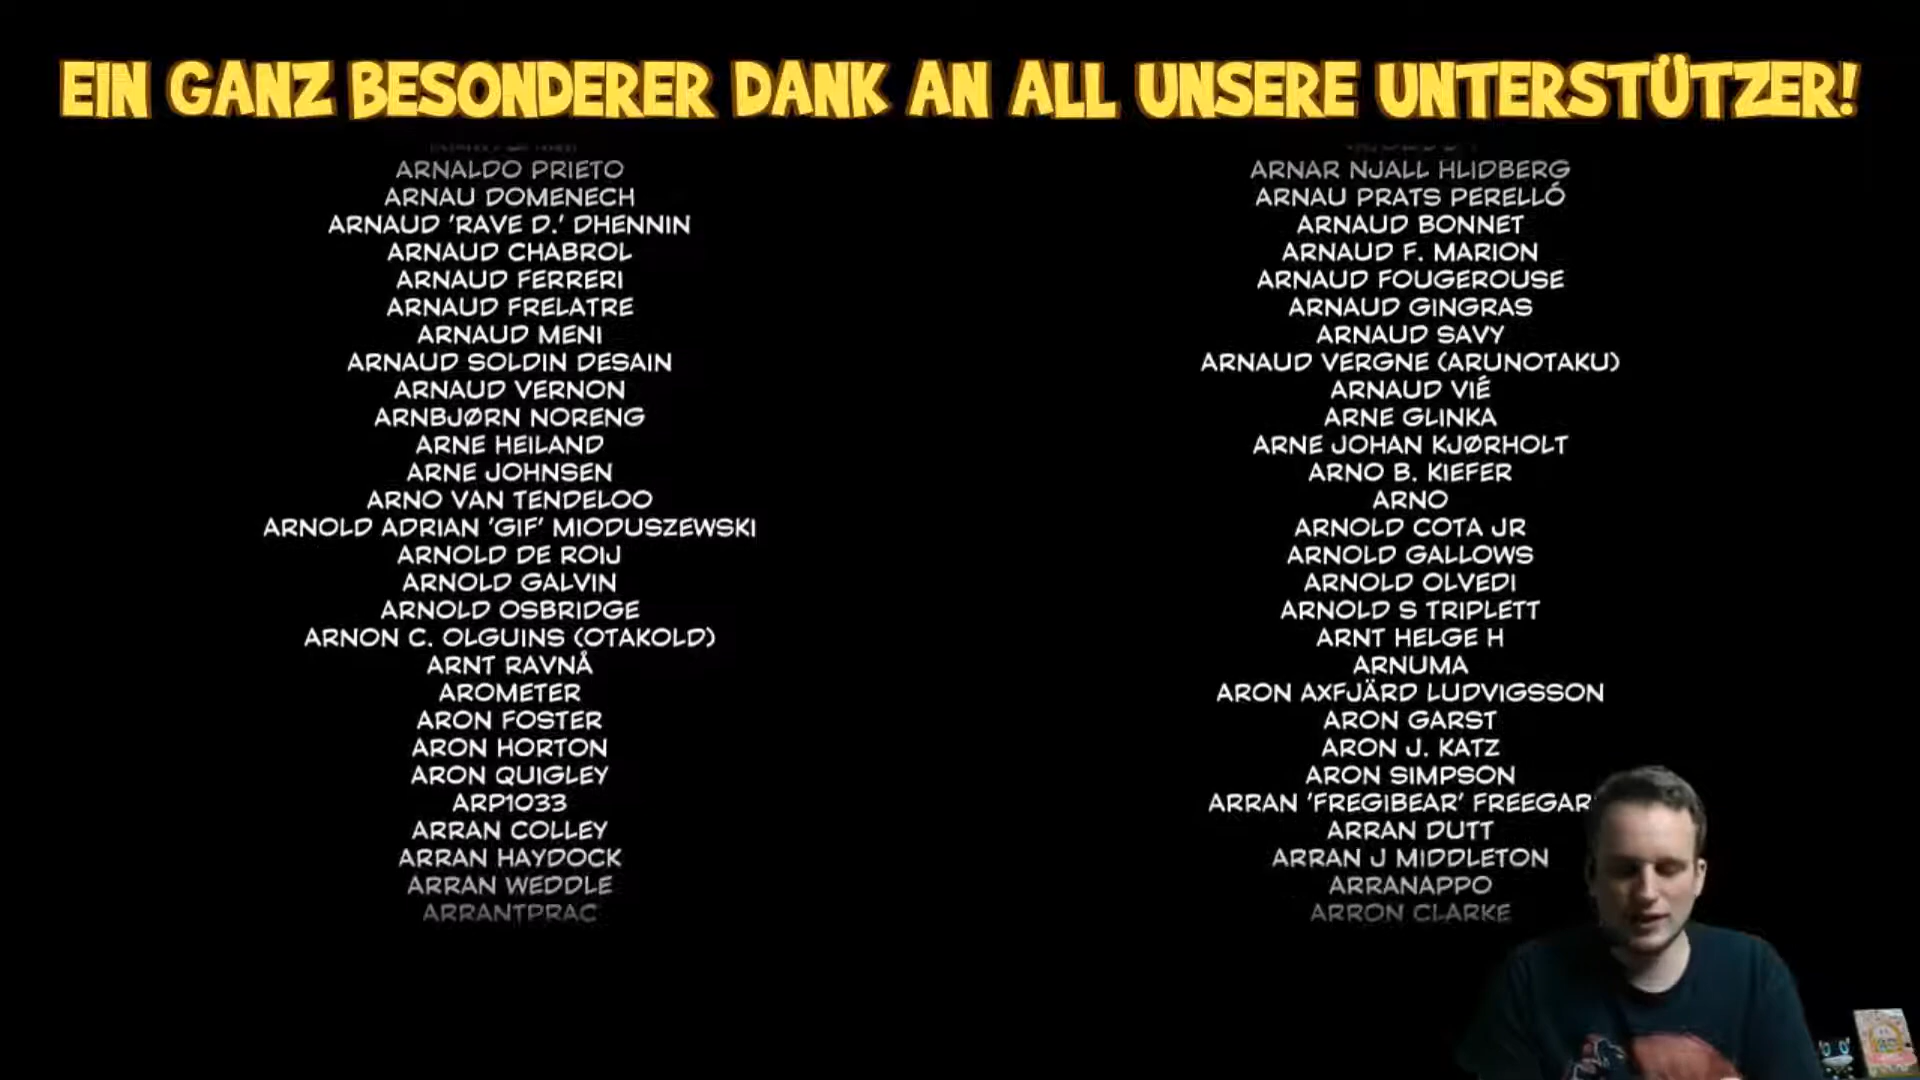 EIN GANZ BESONDERER DANK AN ALL UNSERE UNTERSTÜTZER!
ARNALDO PRIETO
ARNAU DOMENECH
ARNAUD 'RAVE D.' DHENNIN
ARNAUD CHABROL
ARNAUD FERRERI
ARNAUD FRELATRE
ARNAUD MENI
ARNAUD SOLDIN DESAIN
ARNAUD VERNON
ARNBJØRN NORENG
ARNE HEILAND
ARNE JOHNSEN
ARNO VAN TENDELOO
ARNOLD ADRIAN 'GIF' MIODUSZEWSKI
ARNOLD DE ROIJ
ARNOLD GALVIN
ARNOLD OSBRIDGE
ARNON C. OLGUINS (OTAKOLD)
ARNT RAVNÅ
AROMETER
ARON FOSTER
ARON HORTON
ARON QUIGLEY
ARP1033
ARRAN COLLEY
ARRAN HAYDOCK
ARRAN WEDDLE
ARRANTPRAC
ARNAR NJALL HLIDBERG
ARNAU PRATS PERELLÓ
ARNAUD BONNET
ARNAUD F. MARION
ARNAUD FOUGEROUSE
ARNAUD GINGRAS
ARNAUD SAVY
ARNAUD VERGNE (ARUNOTAKU)
ARNAUD VIÉ
ARNE GLINKA
ARNE JOHAN KJØRHOLT
ARNO B. KIEFER
ARNO
ARNOLD COTA JR
ARNOLD GALLOWS
ARNOLD OLVEDI
ARNOLD S TRIPLETT
ARNT HELGE H
ARNUMA
ARON AXFJÄRD LUDVIGSSON
ARON GARST
ARON J. KATZ
ARON SIMPSON
ARRAN 'FREGIBEAR'
ARRAN DUTT
ARRAN J MIDDLETON
ARRANAPPO
ARRON CLARKE